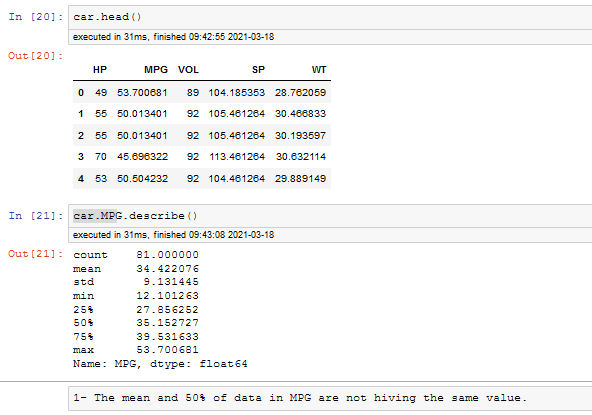 In [20]: car.head()
executed in 31ms, finished 09:42:55 2021-03-18
Out[20]:
HP MPG VOL SP WT
0 49 53.700681 89 104.185353 28.762059
1 55 50.013401 92 105.461264 30.466833
2 55 50.013401 92 105.461264 30.193597
3 70 45.696322 92 113.461264 30.632114
4 53 50.504232 92 104.461264 29.889149
In [21]: car.MPG.describe()
executed in 31ms, finished 09:43:08 2021-03-18
Out[21]: count 81.000000
mean 34.422076
std 9.131445
min 12.101263
25% 27.856252
50% 35.152727
75% 39.531633
max 53.700681
Name: MPG, dtype: float64
1- The mean and 50% of data in MPG are not hiving the same value.